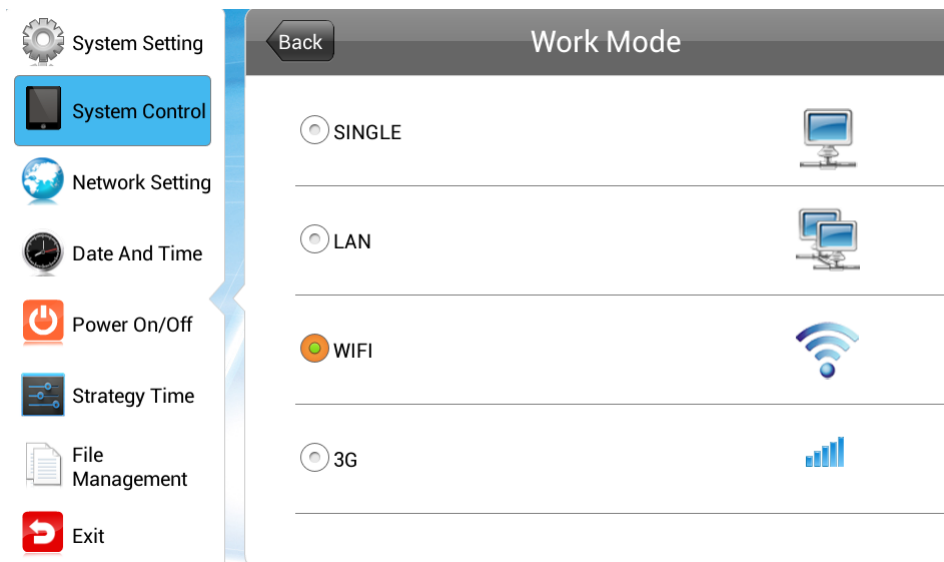 System Setting
System Control
Network Setting
Date And Time
Power On/Off
Strategy Time
File
Management
Exit
Back
Work Mode
SINGLE
LAN
WIFI
3G